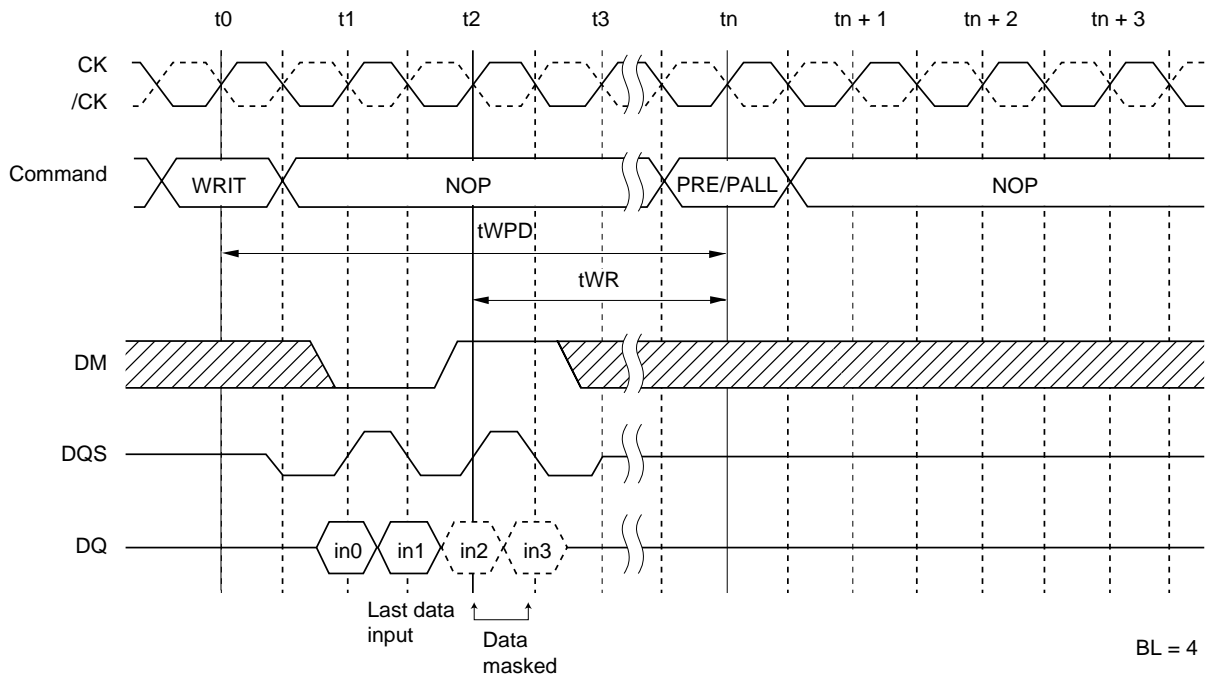 t0 t1 t2 t3 tn tn + 1 tn + 2 tn + 3
CK
/CK
Command WRIT NOP PRE/PALL NOP
tWPD
tWR
DM
DQS
DQ in0 in1 in2 in3
Last data
input
Data
masked
BL = 4